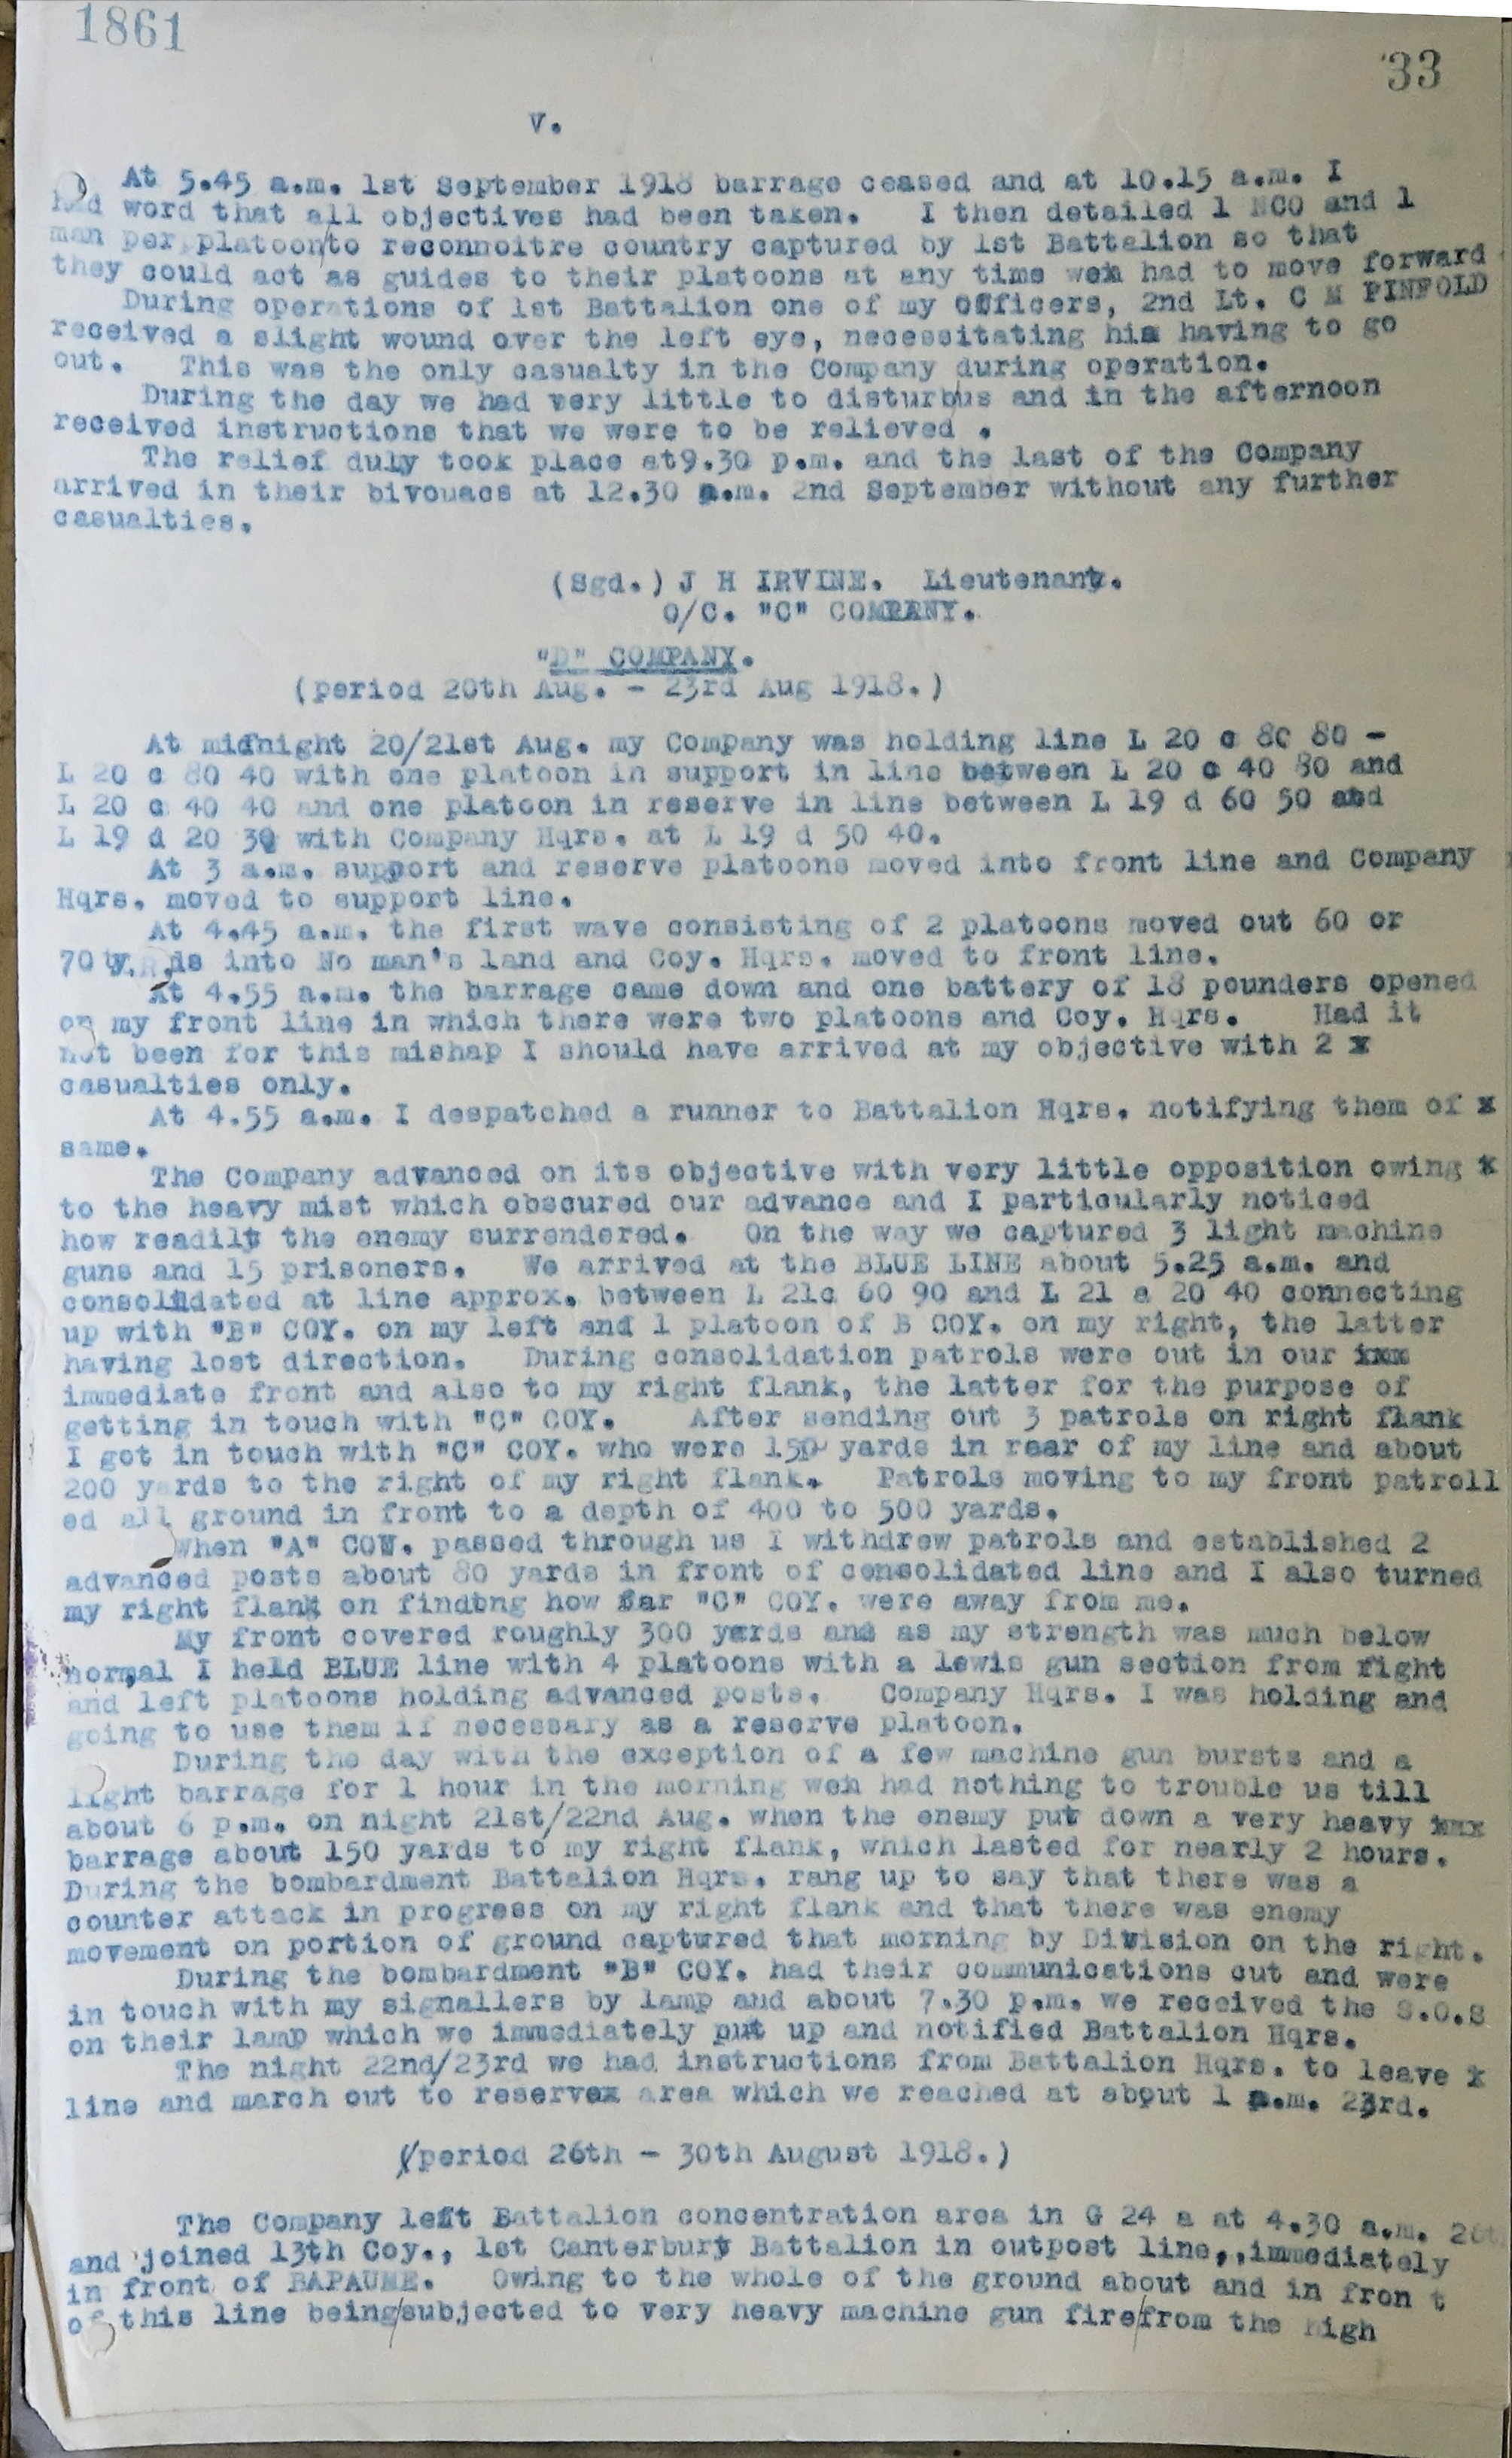 1861
33
V.
At 5.45 a.m. 1st September 1918 barrage ceased and at 10.15 a.m. I
had word that all objectives had been taken. I then detailed 1 NCO and 1
man per platoon/to reconnoitre country captured by 1st Battalion so that
they could act as guides to their platoons at any time wex had to move forward
During operations of 1st Battalion one of my Officers, 2nd Lt. C M PINFOLD
received a slight wound over the left eye, necessitating his having to go
out. This was the only casualty in the Company during operation.
During the day we had very little to disturb/us and in the afternoon
received instructions that we were to be relieved .
The relief duly took place at9.30 p.m. and the last of the Company
arrived in their bivouacs at 12.30 a.m. 2nd September without any further
casualties.
(Sgd.) J H IRVINE. Lieutenant.
O/C. "C" COMPANY.
"D" COMPANY.
(period 20th Aug. - 23rd Aug 1918.)
At midnight 20/21st Aug. my Company was holding line L 20 c 80 80 -
L 20 c 80 40 with one platoon in support in line between L 20 c 40 80 and
L 20 c 40 40 and one platoon in reserve in line between L 19 d 60 50 and
L 19 d 20 30 with Company Hqrs. at L 19 d 50 40.
At 3 a.m. support and reserve platoons moved into front line and Company
Hqrs. moved to support line.
At 4.45 a.m. the first wave consisting of 2 platoons moved out 60 or
70 yards into No man's land and Coy. Hqrs. moved to front line.
At 4.55 a.m. the barrage came down and one battery of 18 pounders opened
on my front line in which there were two platoons and Coy. Hqrs. Had it
not been for this mishap I should have arrived at my objective with 2 x
casualties only.
At 4.55 a.m. I despatched a runner to Battalion Hqrs. notifying them of x
same.
The Company advanced on its objective with very little opposition owing x
to the heavy mist which obscured our advance and I particularly noticed
how readily the enemy surrendered. On the way we captured 3 light machine
guns and 15 prisoners. We arrived at the BLUE LINE about 5.25 a.m. and
consolidated at line approx. between L 21c 60 90 and L 21 a 20 40 connecting
up with "B" COY. on my left and 1 platoon of B COY. on my right, the latter
having lost direction. During consolidation patrols were out in our ixxx
immediate front and also to my right flank, the latter for the purpose of
getting in touch with "C" COY. After sending out 3 patrols on right flank
I got in touch with "C" COY. who were 150 yards in rear of my line and about
200 yards to the right of my right flank. Patrols moving to my front patroll
ed all ground in front to a depth of 400 to 500 yards.
When "A" COY. passed through us I withdrew patrols and established 2
advanced posts about 80 yards in front of consolidated line and I also turned
my right flank on finding how far "C" COY. were away from me.
My front covered roughly 300 yards and as my strength was much below
normal I held BLUE line with 4 platoons with a lewis gun section from right
and left platoons holding advanced posts. Company Hqrs. I was holding and
going to use them if necessary as a reserve platoon.
During the day with the exception of a few machine gun bursts and a
light barrage for 1 hour in the morning wex had nothing to trouble us till
about 6 p.m. on night 21st/22nd Aug. when the enemy put down a very heavy xxx
barrage about 150 yards to my right flank, which lasted for nearly 2 hours.
During the bombardment Battalion Hqrs. rang up to say that there was a
counter attack in progress on my right flank and that there was enemy
movement on portion of ground captured that morning by Division on the right.
During the bombardment "B" COY. had their communications cut and were
in touch with my signallers by lamp and about 7.30 p.m. we received the S.O.S
on their lamp which we immediately put up and notified Battalion Hqrs.
The night 22nd/23rd we had instructions from Battalion Hqrs. to leave x
line and march out to reservex area which we reached at about 1 a.m. 23rd.
(period 26th - 30th August 1918.)
The Company left Battalion concentration area in G 24 a at 4.30 a.m. 26t
and joined 13th Coy., 1st Canterbury Battalion in outpost line,,immediately
in front of BAPAUME. Owing to the whole of the ground about and in fron t
of this line being/subjected to very heavy machine gun fire/from the high